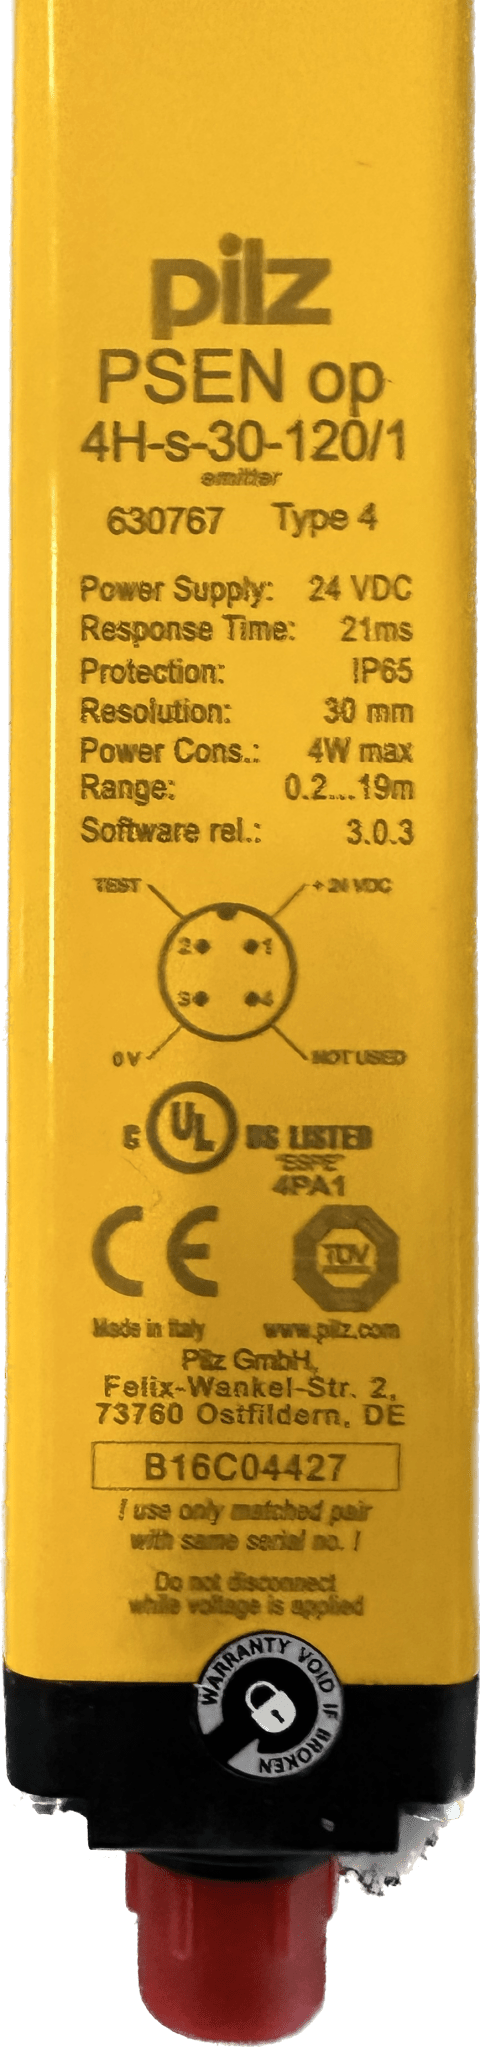 pilz
PSEN op
4H-s-30-120/1
emitter
630767 Type 4
Power Supply: 24 VDC
Response Time: 21ms
Protection: IP65
Resolution: 30 mm
Power Cons.: 4W max
Range: 0.2...19m
Software rel.: 3.0.3
TEST + 24 VDC
2 1
3 4
0 V NOT USED
C UL US LISTED
"ESPE"
4PA1
CE TÜV
Made in Italy www.pilz.com
Pilz GmbH,
Felix-Wankel-Str. 2,
73760 Ostfildern, DE
B16C04427
! use only matched pair
with same serial no. !
Do not disconnect
while voltage is applied
WARRANTY VOID IF BROKEN